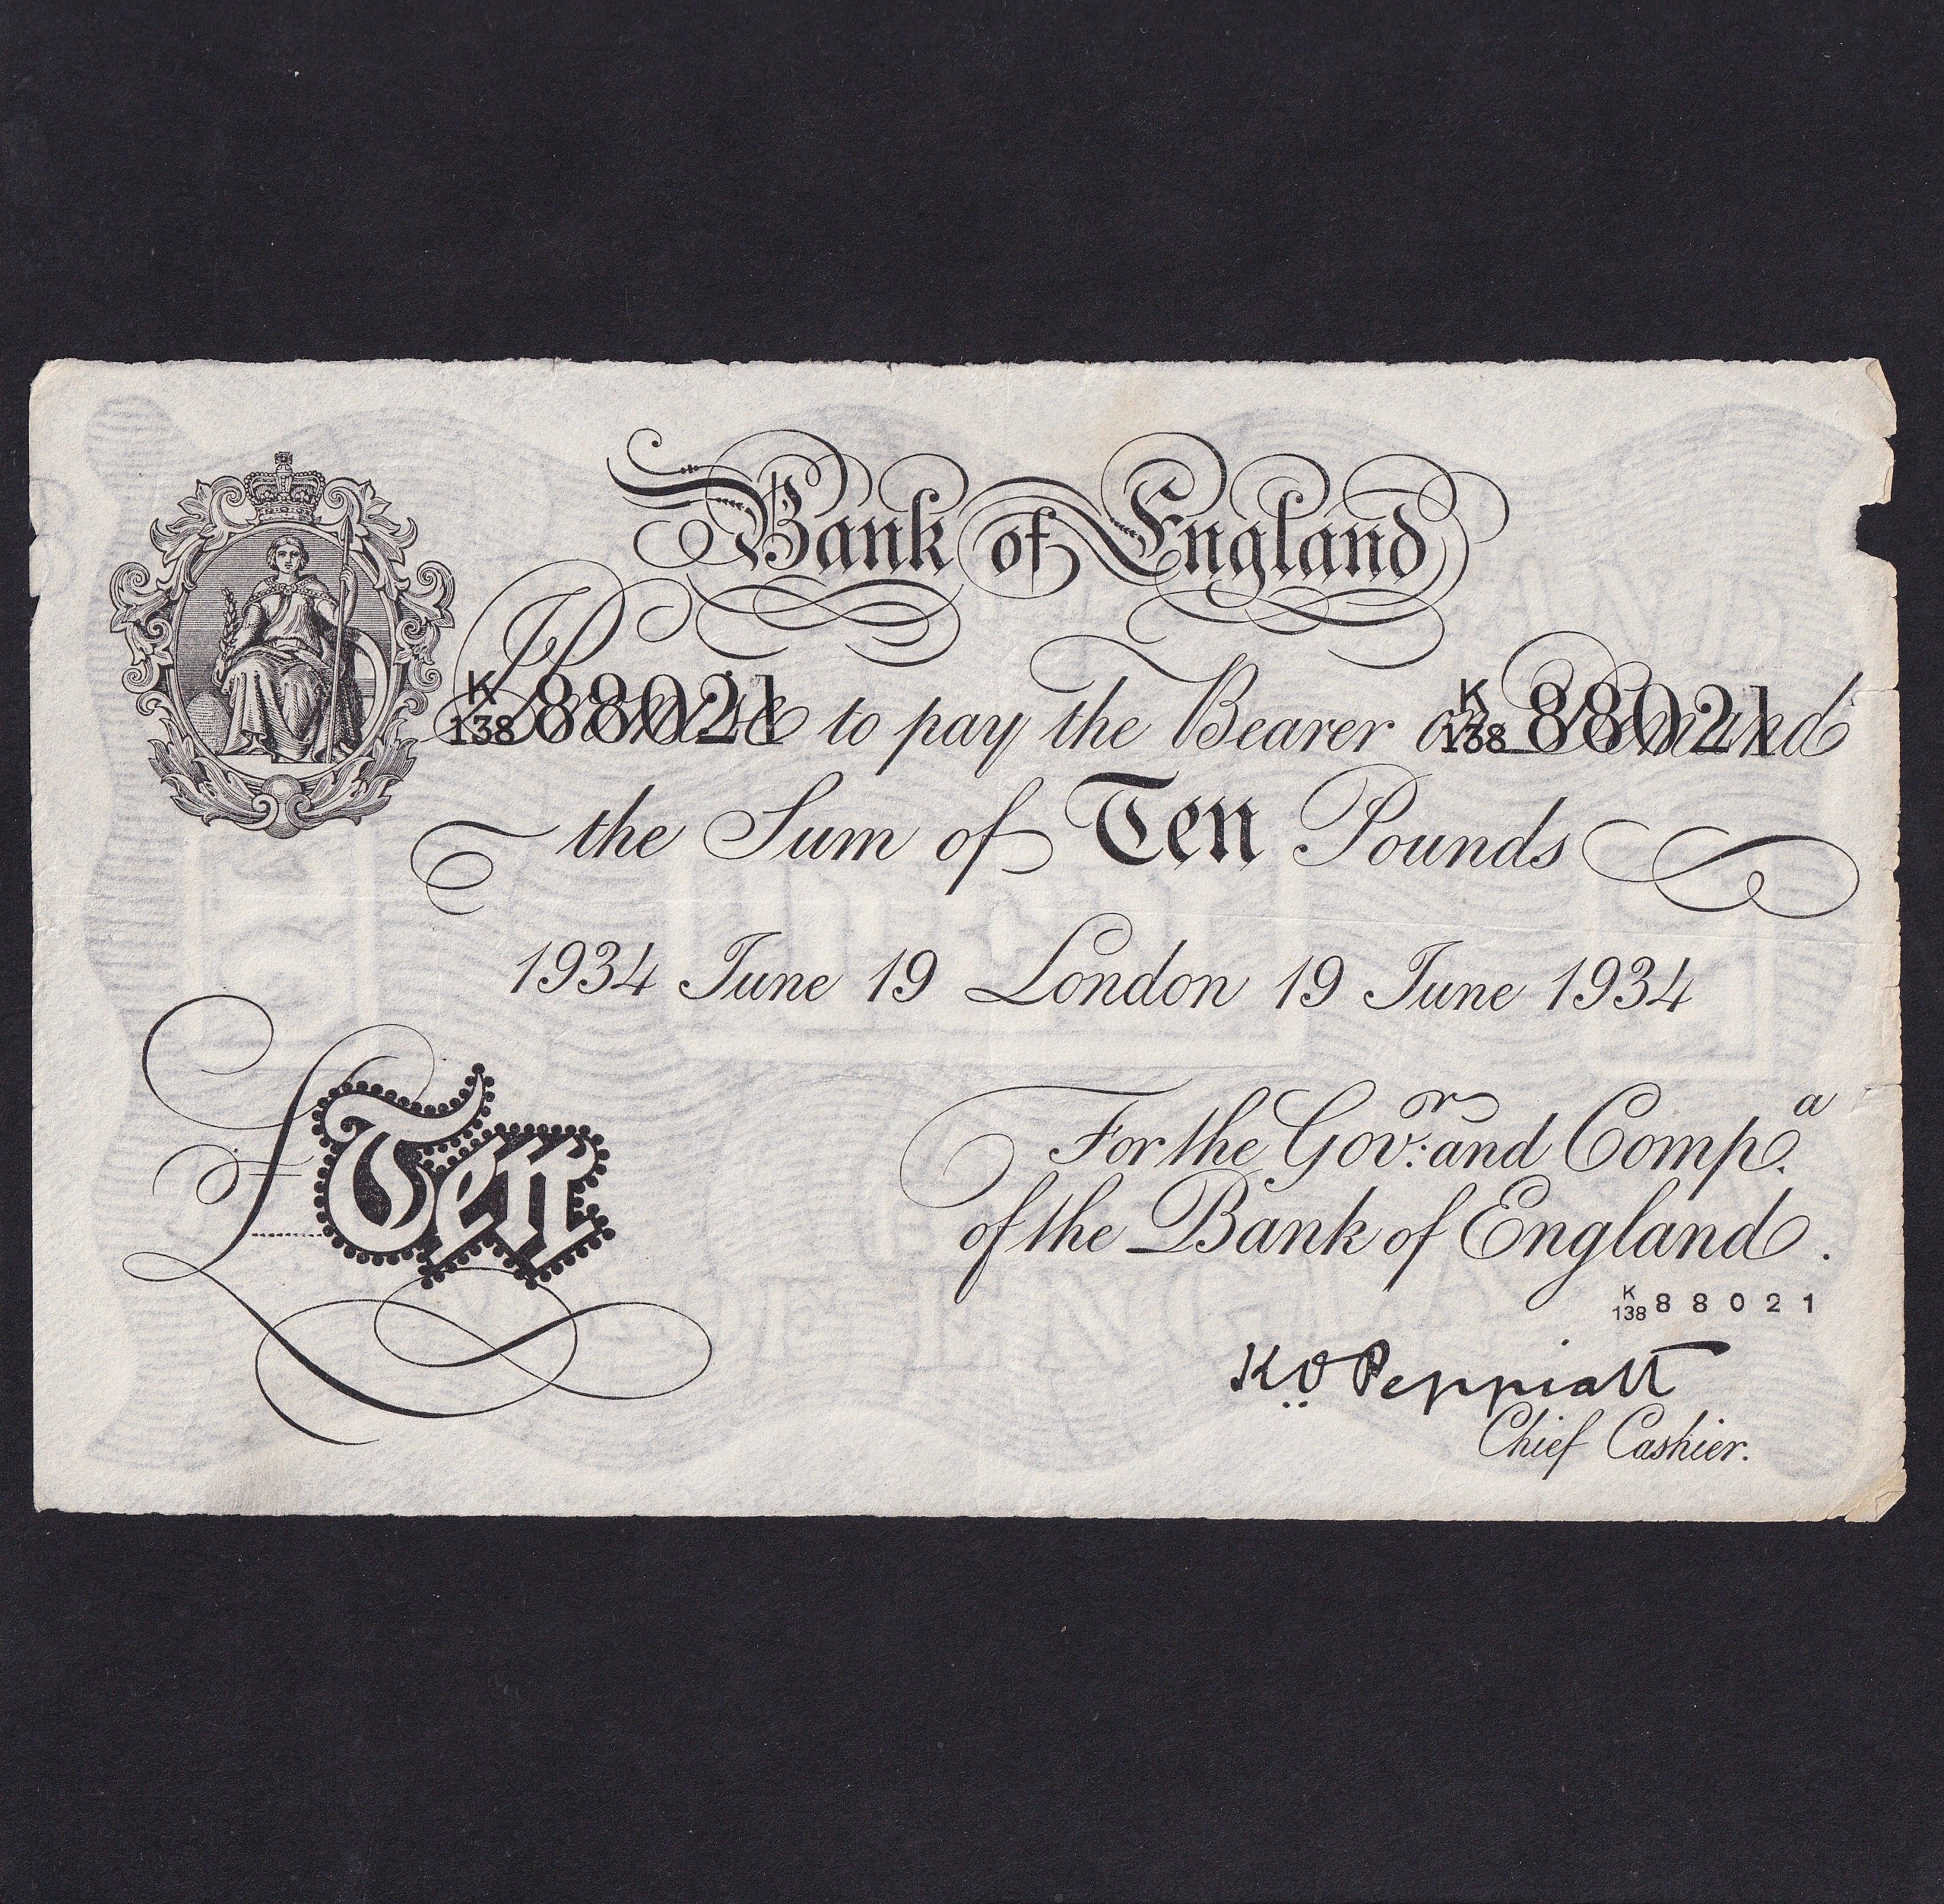 Bank of England
K
138 88021
I Promise to pay the Bearer on Demand
K
138 88021
the Sum of Ten Pounds
1934 June 19 London 19 June 1934
£Ten
For the Govor: and Compa.
of the Bank of England.
K
138 88021
K O Peppiatt
Chief Cashier.